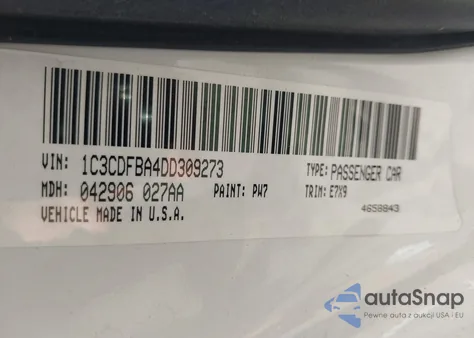 VIN: 1C3CDFBA4DD309273 TYPE: PASSENGER CAR
MDH: 042906 027AA PAINT: PW7 TRIM: E7X9
VEHICLE MADE IN U.S.A. 4658843
autoSnap
Pewne auta z aukcji USA i EU